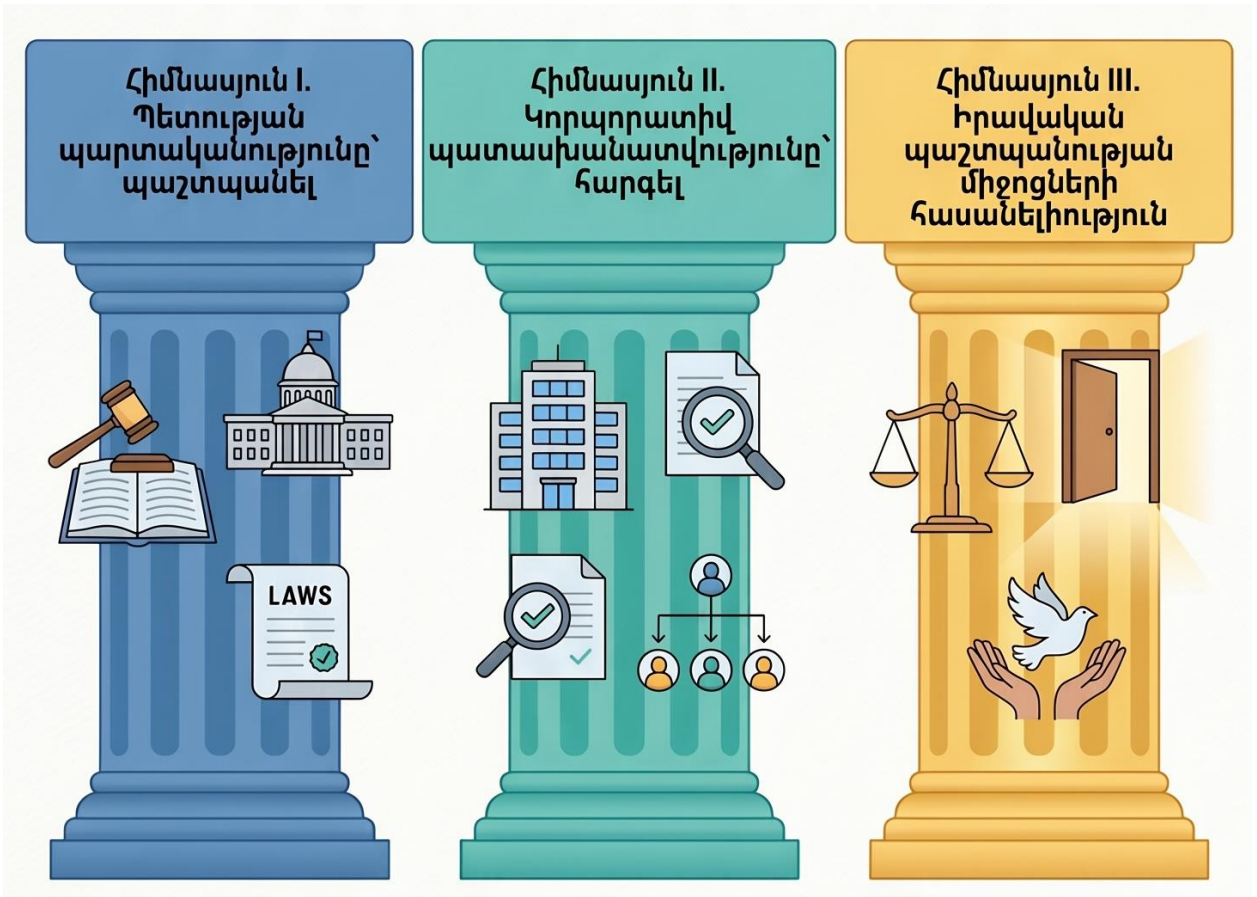 Հիմնասյուն I.
Պետության
պարտականությունը՝
պաշտպանել
Հիմնասյուն II.
Կորպորատիվ
պատասխանատվությունը՝
հարգել
Հիմնասյուն III.
Իրավական
պաշտպանության
միջոցների
հասանելիություն
LAWS